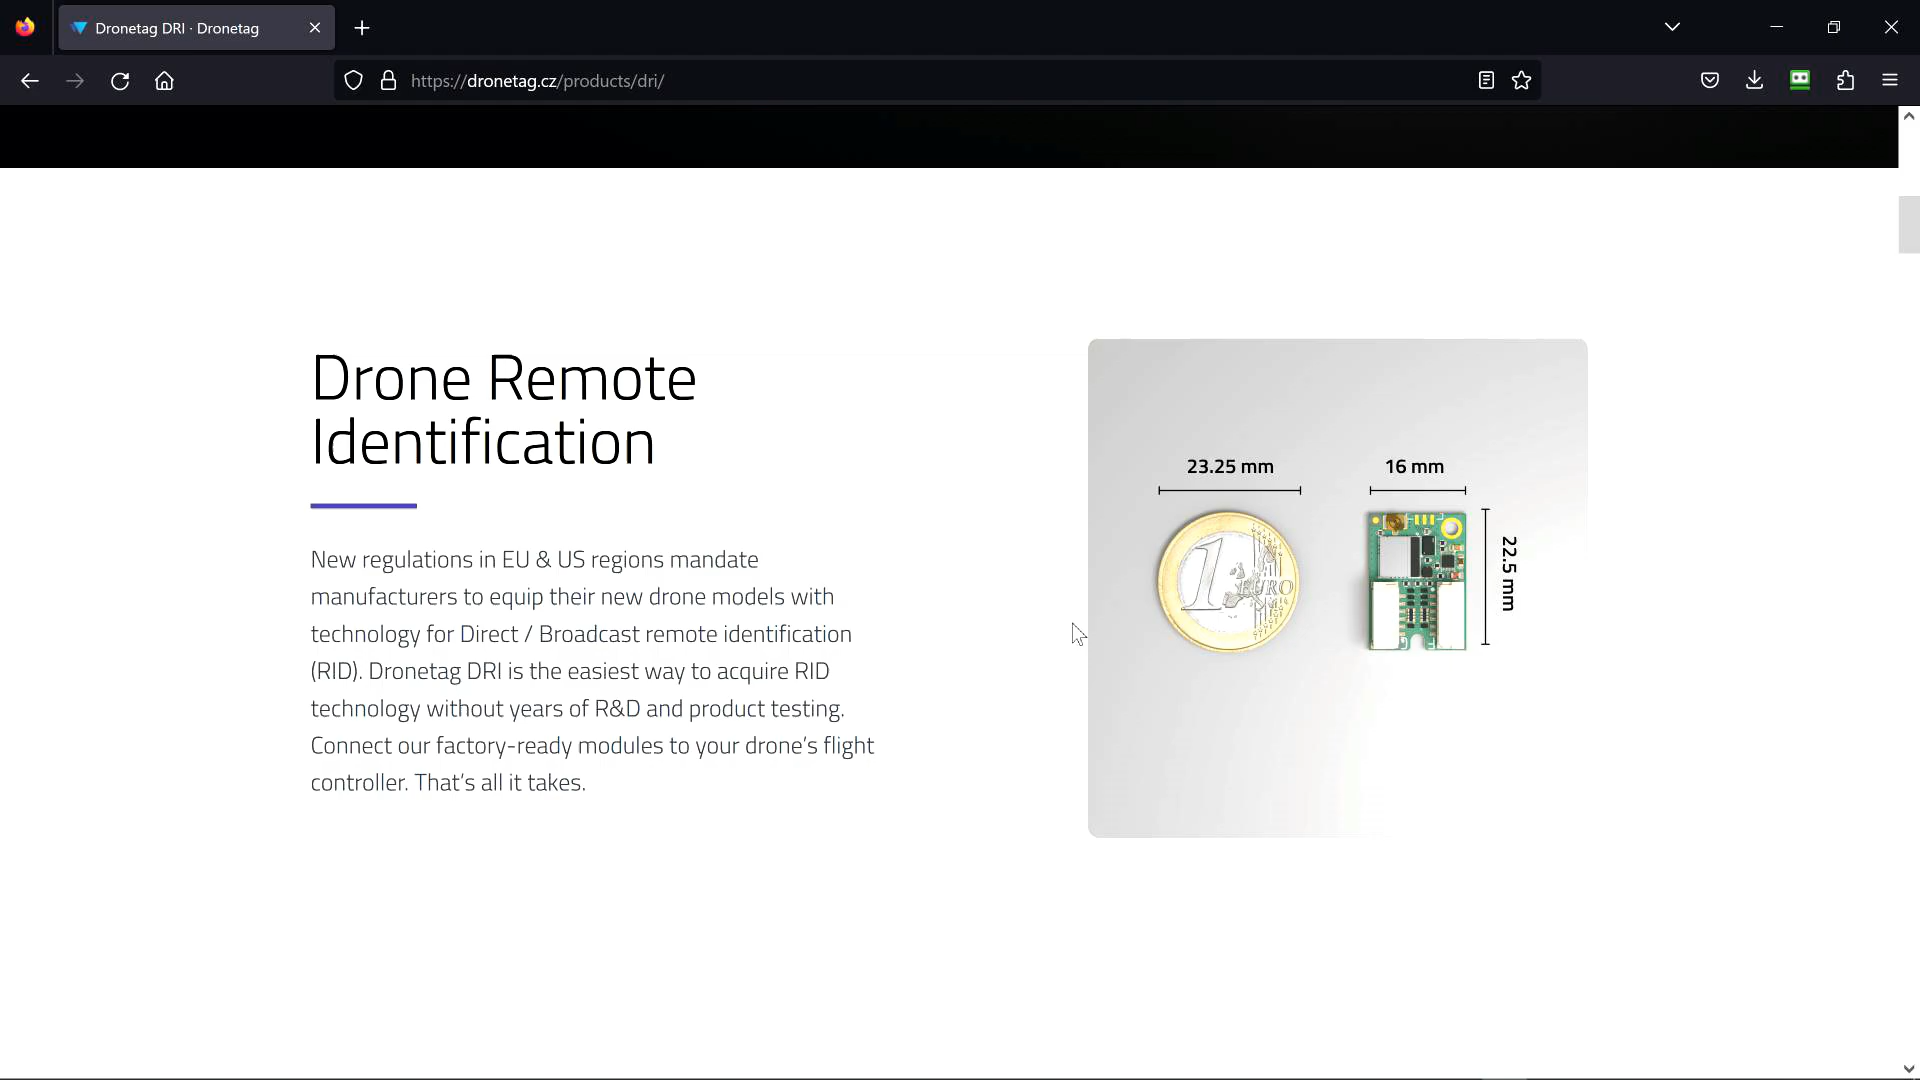 Dronetag DRI · Dronetag
https://dronetag.cz/products/dri/
Drone Remote
Identification
New regulations in EU & US regions mandate
manufacturers to equip their new drone models with
technology for Direct / Broadcast remote identification
(RID). Dronetag DRI is the easiest way to acquire RID
technology without years of R&D and product testing.
Connect our factory-ready modules to your drone’s flight
controller. That’s all it takes.
23.25 mm
16 mm
1
EURO
22.5 mm